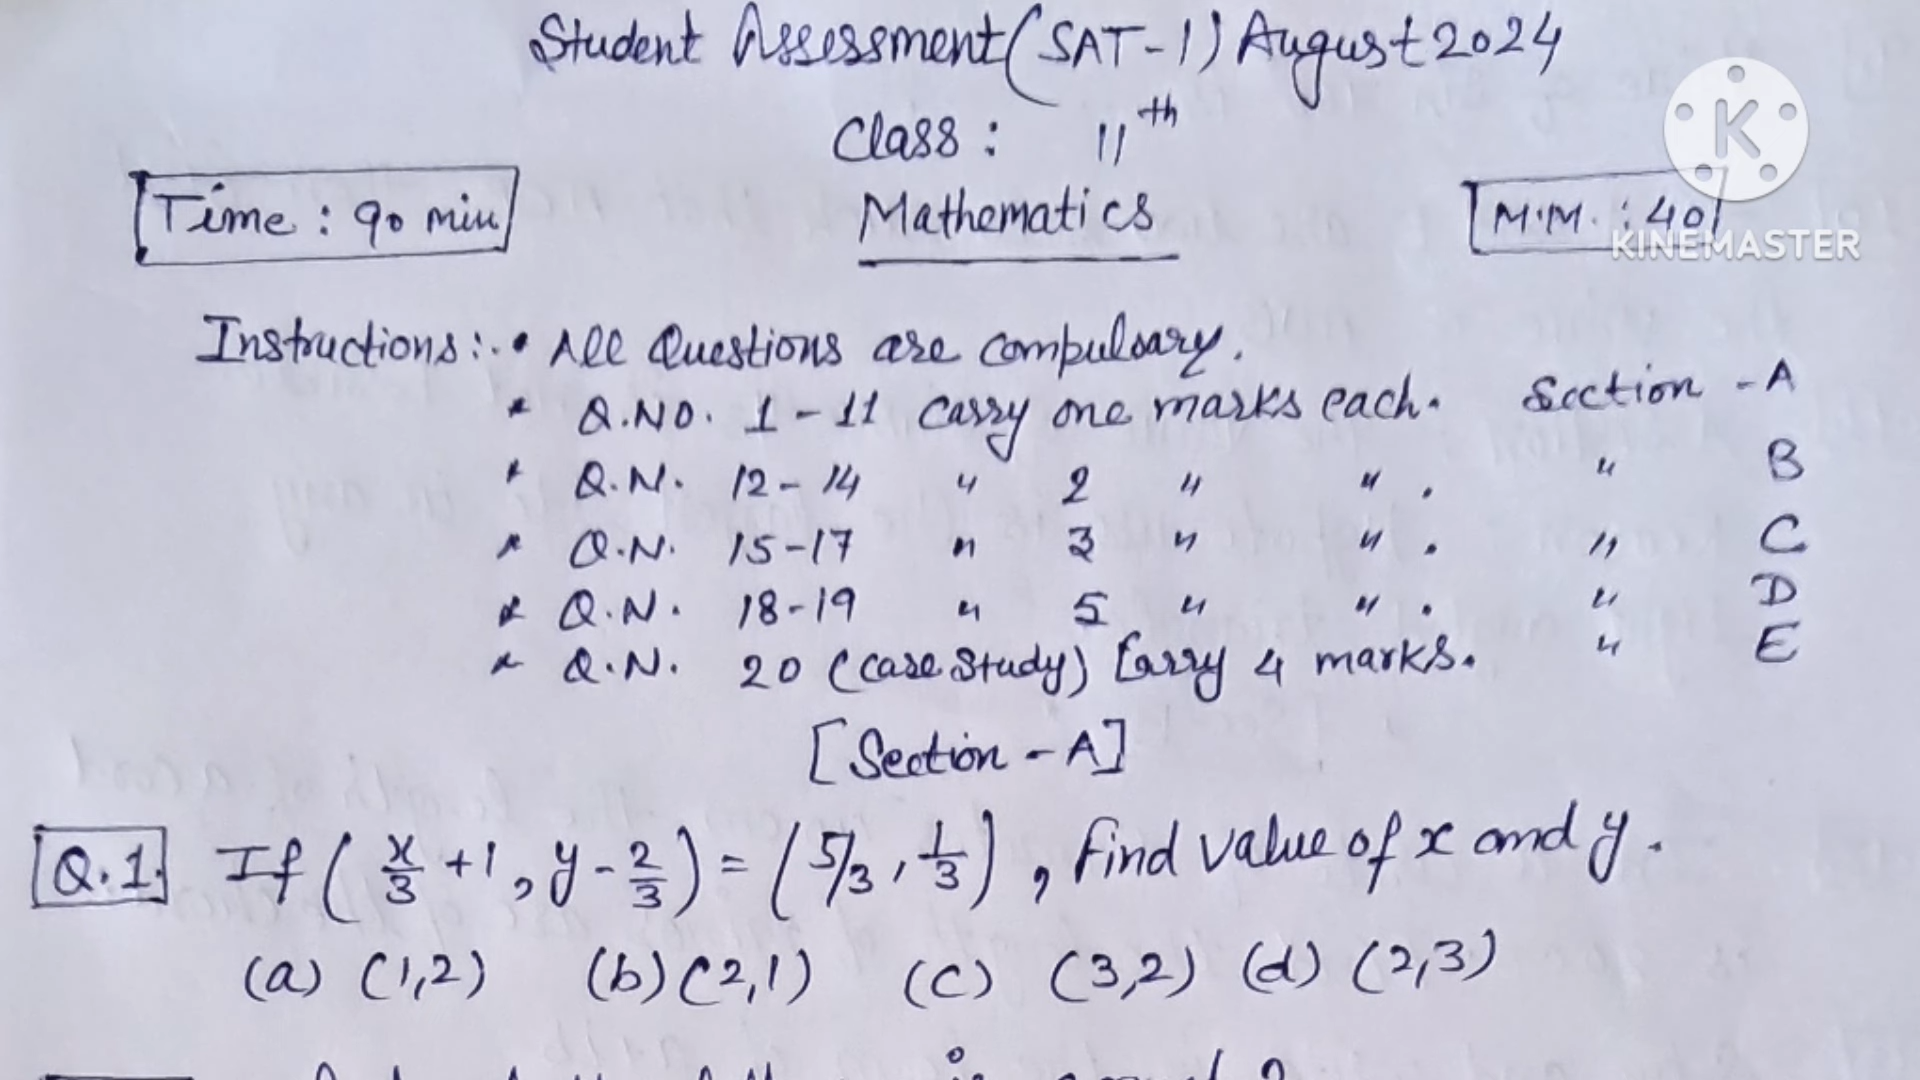 Student Assessment (SAT-1) August 2024
Class : 11th
Time : 90 min
Mathematics
M.M. : 40
K
KINEMASTER
Instructions :- • All Questions are compulsary.
* Q.NO. 1 - 11 carry one marks each. Section - A
* Q.N. 12 - 14 " 2 " " . " B
* Q.N. 15-17 " 3 " " . " C
* Q.N. 18-19 " 5 " " . " D
* Q.N. 20 (case study) Carry 4 marks. " E
[Section - A]
Q.1. If (x/3 + 1, y - 2/3) = (5/3, 1/3), find value of x and y.
(a) (1,2) (b) (2,1) (c) (3,2) (d) (2,3)